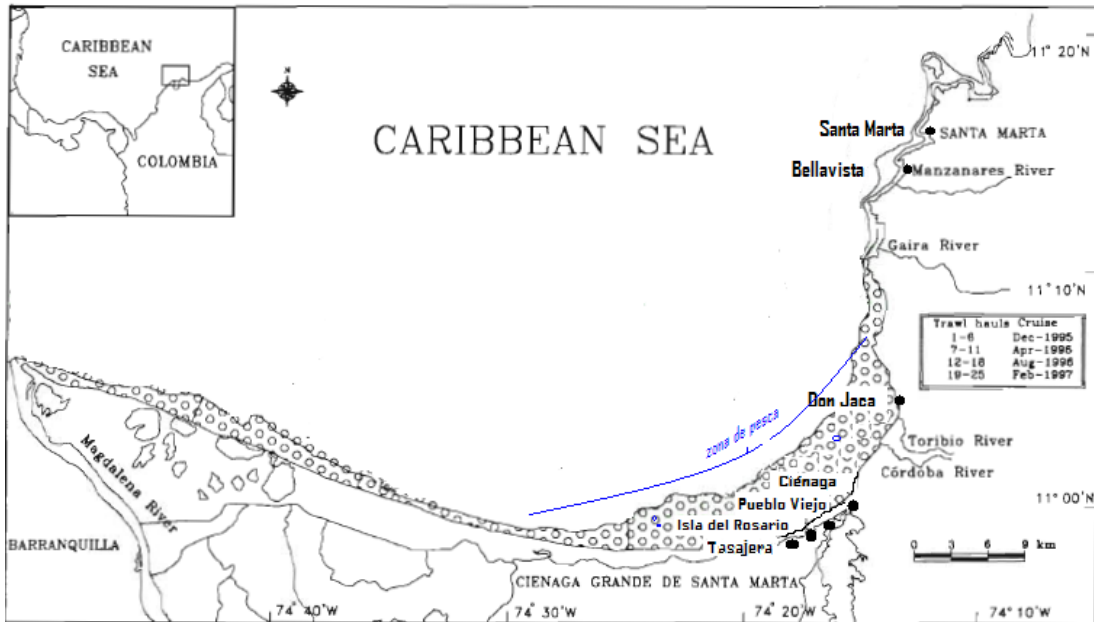 CARIBBEAN
SEA
COLOMBIA
N
CARIBBEAN SEA
11° 20'N
Santa Marta
SANTA MARTA
Bellavista
Manzanares River
Gaira River
11° 10'N
Trawl hauls Cruise
1-6 Dec-1995
7-11 Apr-1996
12-18 Aug-1996
19-25 Feb-1997
Don Jaca
zona de pesca
Toribio River
Córdoba River
Magdalena River
Ciénaga
Pueblo Viejo
11° 00'N
Isla del Rosario
BARRANQUILLA
Tasajera
0 3 6 9 km
CIENAGA GRANDE DE SANTA MARTA
74° 40'W
74° 30'W
74° 20'W
74° 10'W